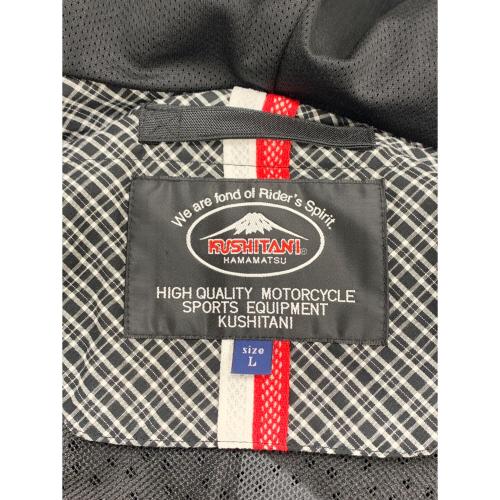 We are fond of Rider's Spirit.
KUSHITANI®
HAMAMATSU
HIGH QUALITY MOTORCYCLE
SPORTS EQUIPMENT
KUSHITANI
size
L